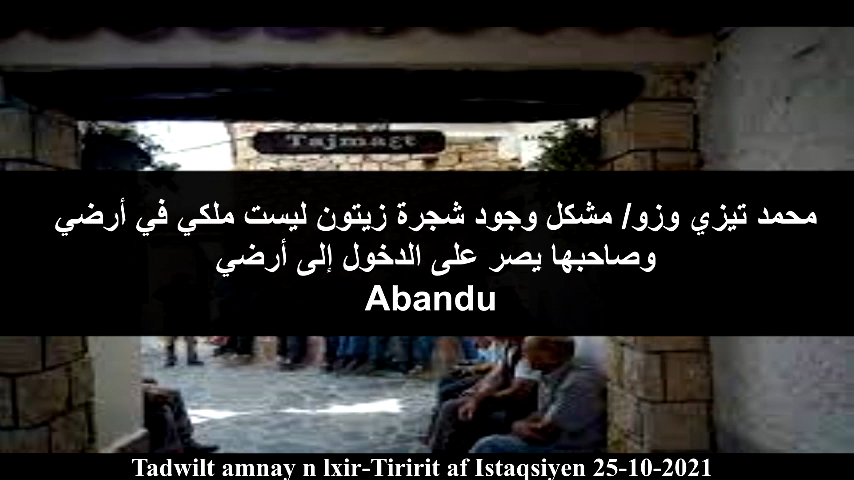 Tajmaɛt
محمد تيزي وزو/ مشكل وجود شجرة زيتون ليست ملكي في أرضي
وصاحبها يصر على الدخول إلى أرضي
Abandu
Tadwilt amnay n lxir-Tiririt af Istaqsiyen 25-10-2021